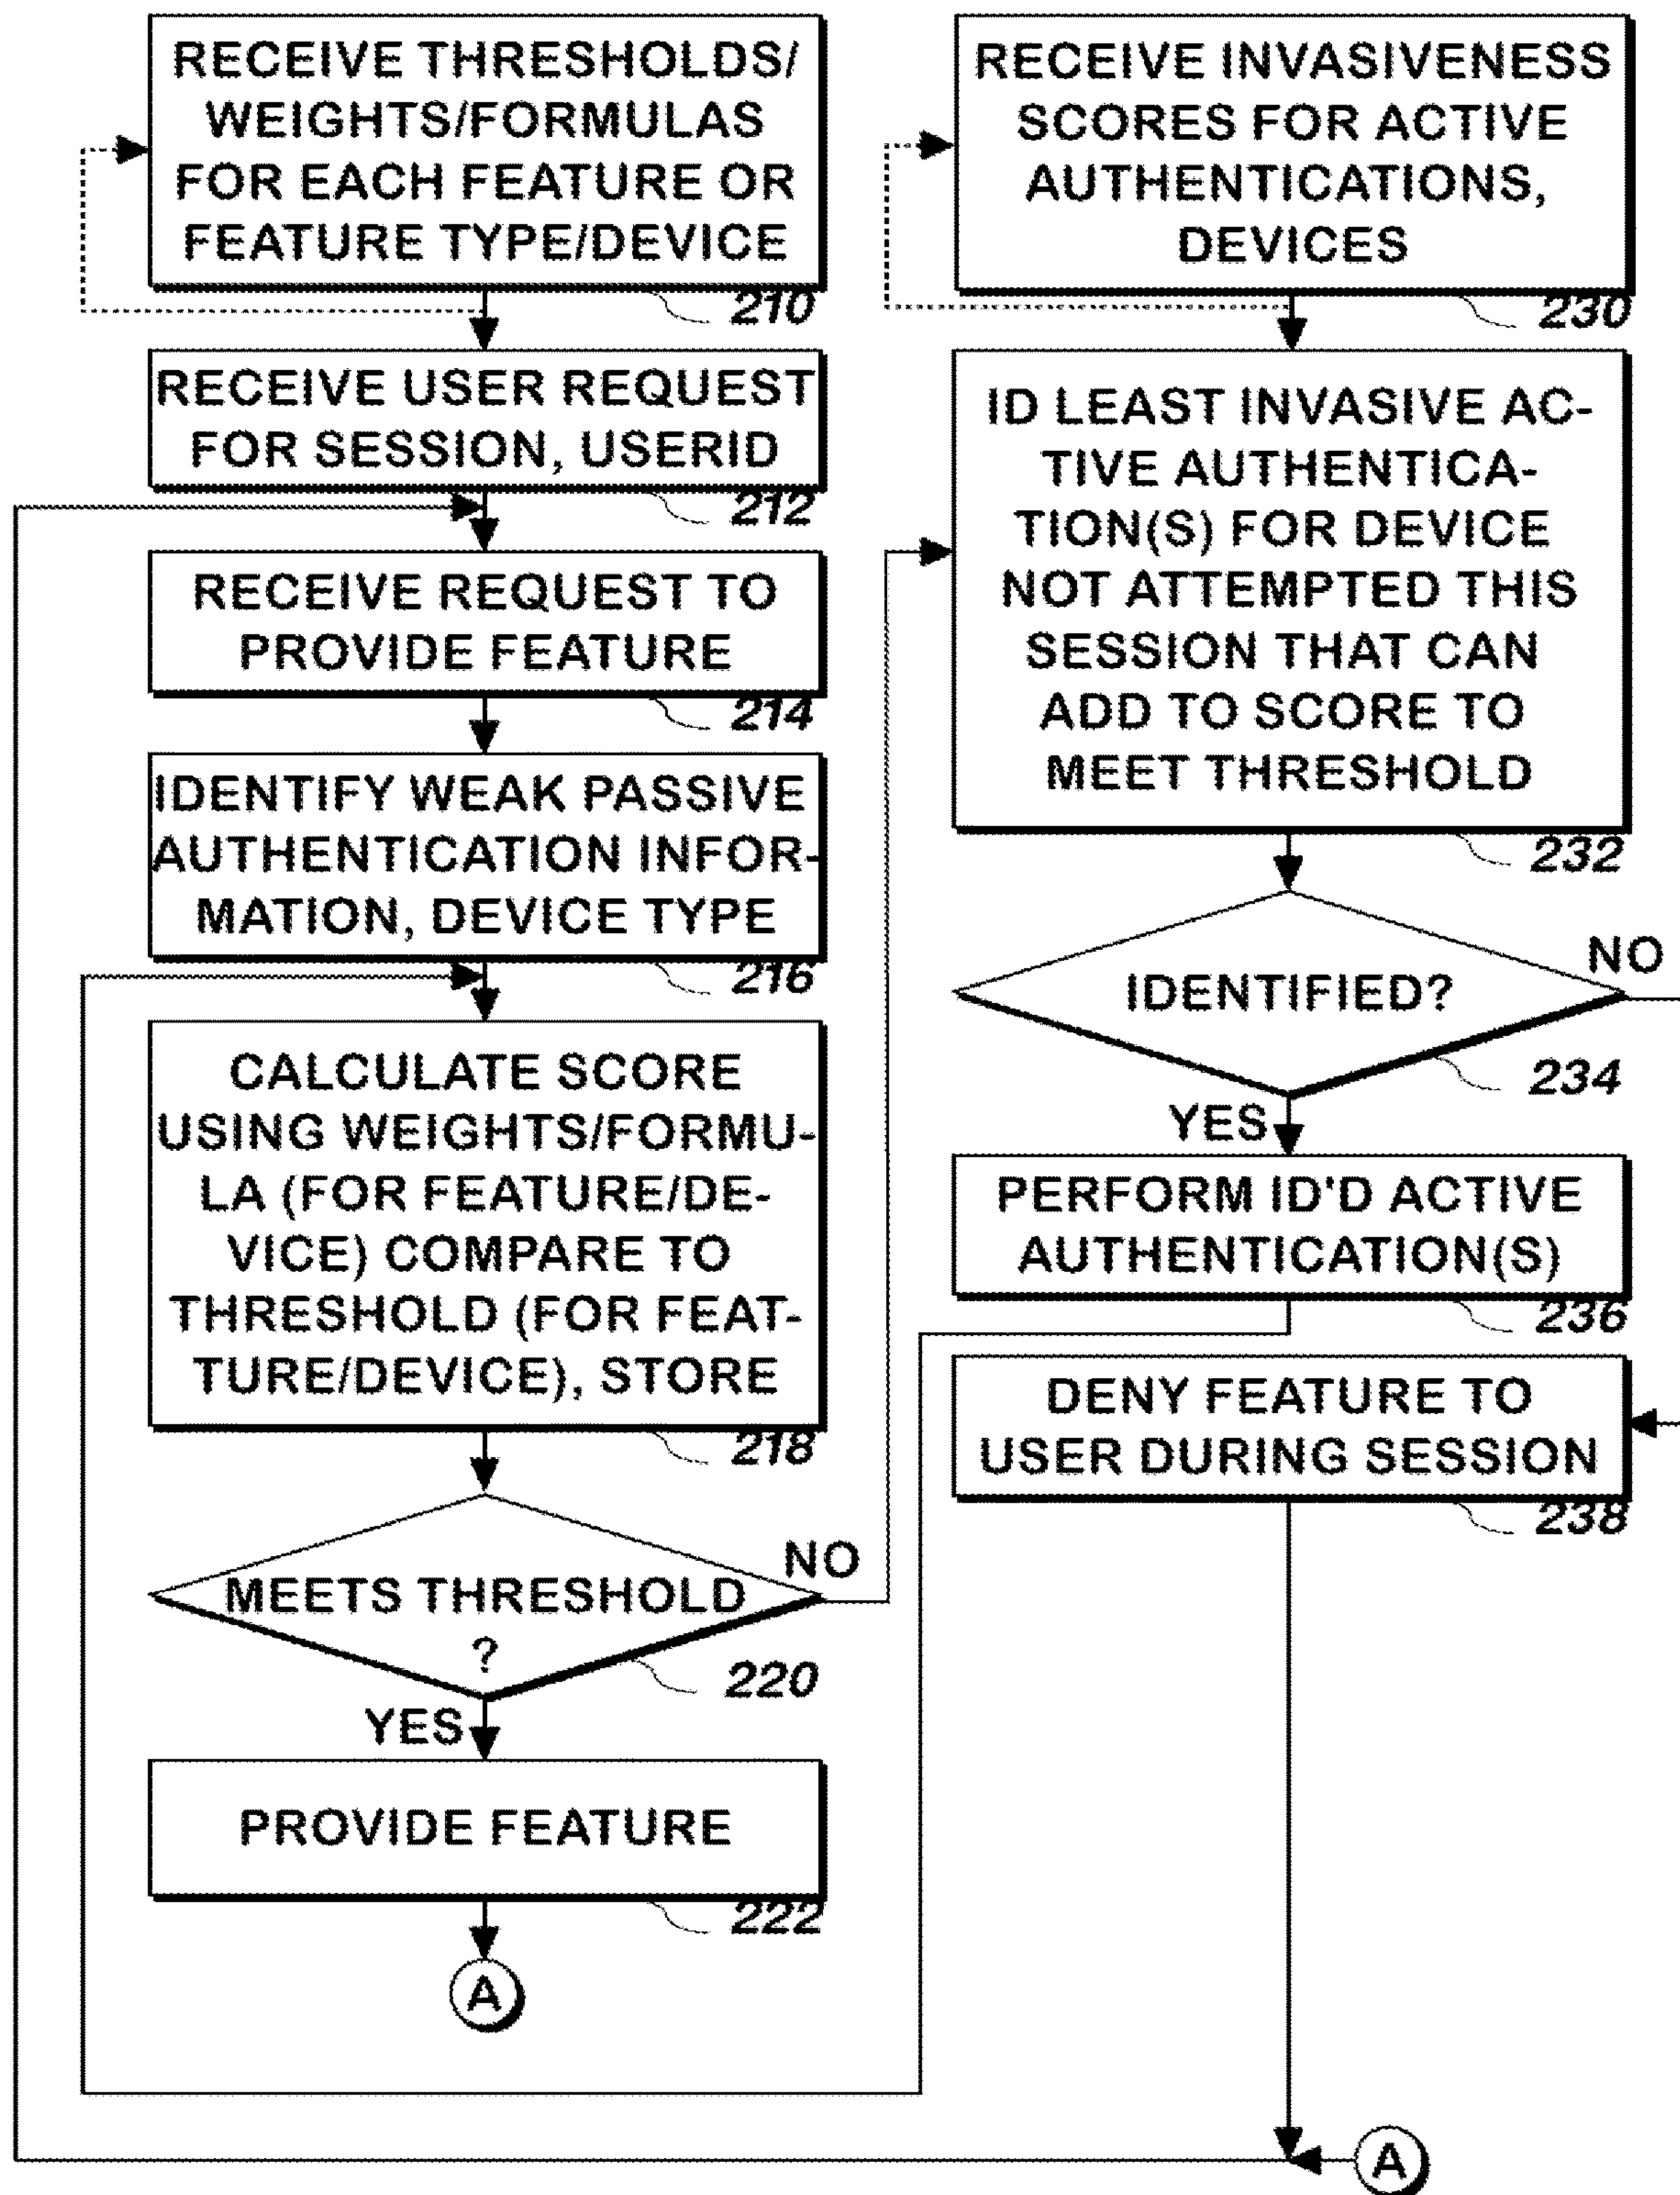 RECEIVE THRESHOLDS/
WEIGHTS/FORMULAS
FOR EACH FEATURE OR
FEATURE TYPE/DEVICE
210
RECEIVE USER REQUEST
FOR SESSION, USERID
212
RECEIVE REQUEST TO
PROVIDE FEATURE
214
IDENTIFY WEAK PASSIVE
AUTHENTICATION INFOR-
MATION, DEVICE TYPE
216
CALCULATE SCORE
USING WEIGHTS/FORMU-
LA (FOR FEATURE/DE-
VICE) COMPARE TO
THRESHOLD (FOR FEAT-
TURE/DEVICE), STORE
218
NO
MEETS THRESHOLD
?
220
YES
PROVIDE FEATURE
222
A
RECEIVE INVASIVENESS
SCORES FOR ACTIVE
AUTHENTICATIONS,
DEVICES
230
ID LEAST INVASIVE AC-
TIVE AUTHENTICA-
TION(S) FOR DEVICE
NOT ATTEMPTED THIS
SESSION THAT CAN
ADD TO SCORE TO
MEET THRESHOLD
232
NO
IDENTIFIED?
234
YES
PERFORM ID'D ACTIVE
AUTHENTICATION(S)
236
DENY FEATURE TO
USER DURING SESSION
238
A